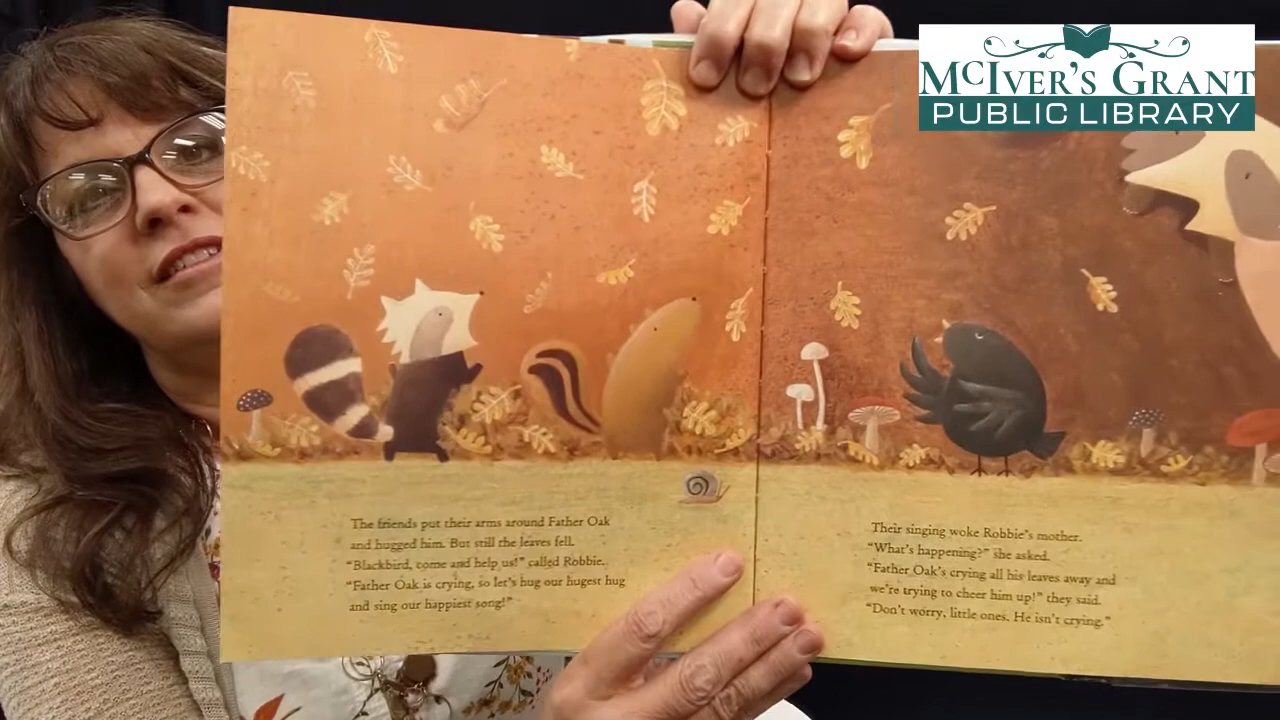 McIver's Grant
PUBLIC LIBRARY
The friends put their arms around Father Oak
and hugged him. But still the leaves fell.
"Blackbird, come and help us!" called Robbie.
"Father Oak is crying, so let's hug our hugest hug
and sing our happiest song!"
Their singing woke Robbie's mother.
"What's happening?" she asked.
"Father Oak's crying all his leaves away and
we're trying to cheer him up!" they said.
"Don't worry, little ones. He isn't crying."